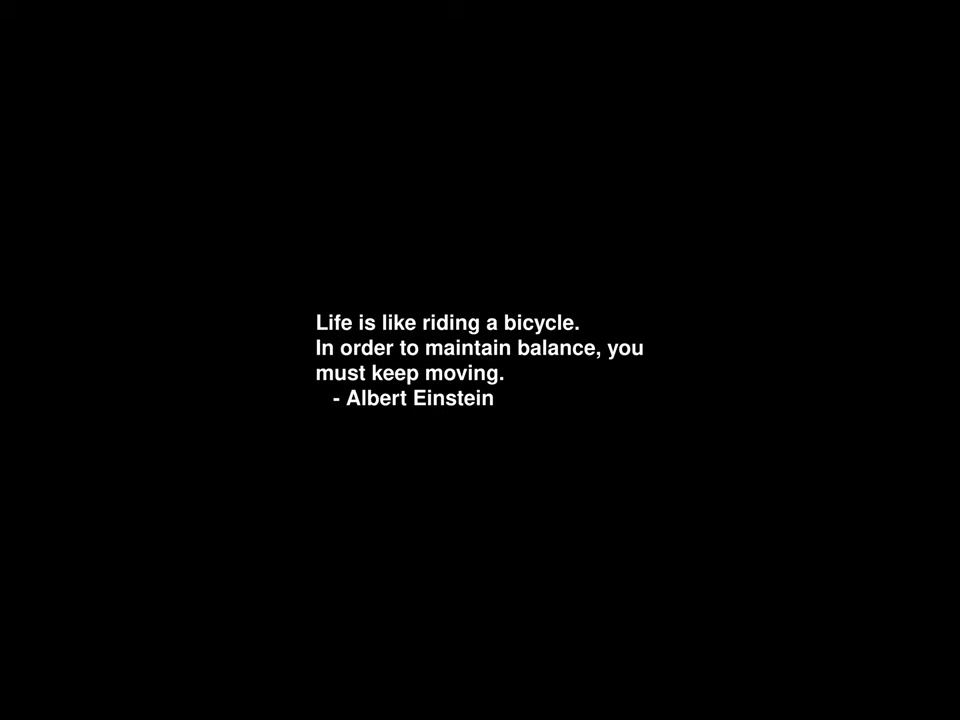 Life is like riding a bicycle.
In order to maintain balance, you
must keep moving.
- Albert Einstein